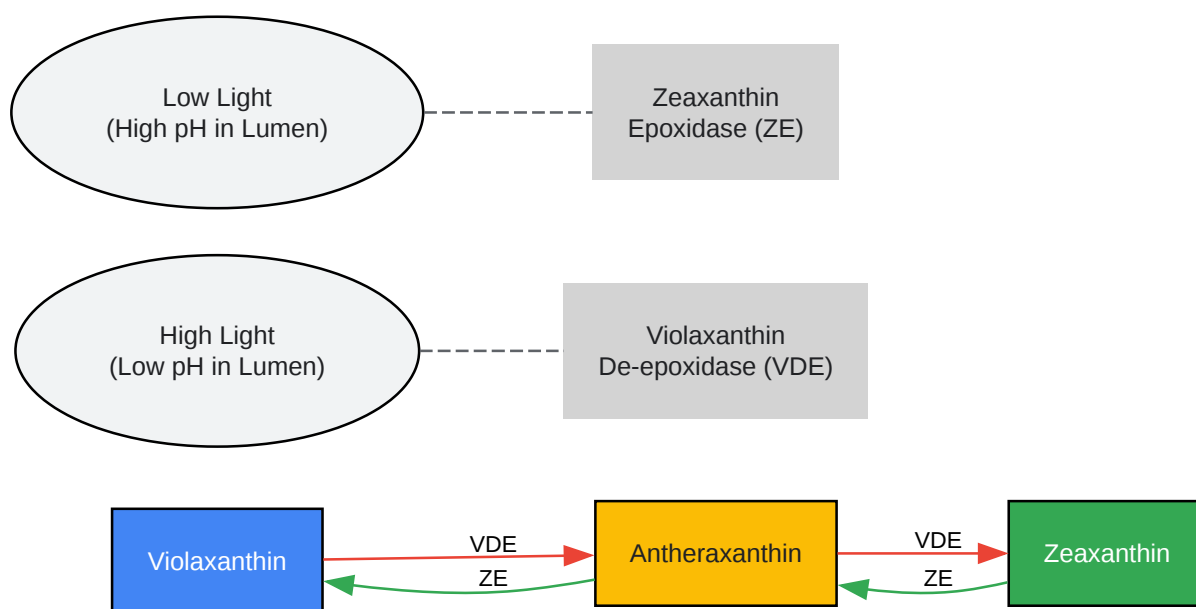 Low Light
(High pH in Lumen)
Zeaxanthin
Epoxidase (ZE)
High Light
(Low pH in Lumen)
Violaxanthin
De-epoxidase (VDE)
Violaxanthin
VDE
ZE
Antheraxanthin
VDE
ZE
Zeaxanthin